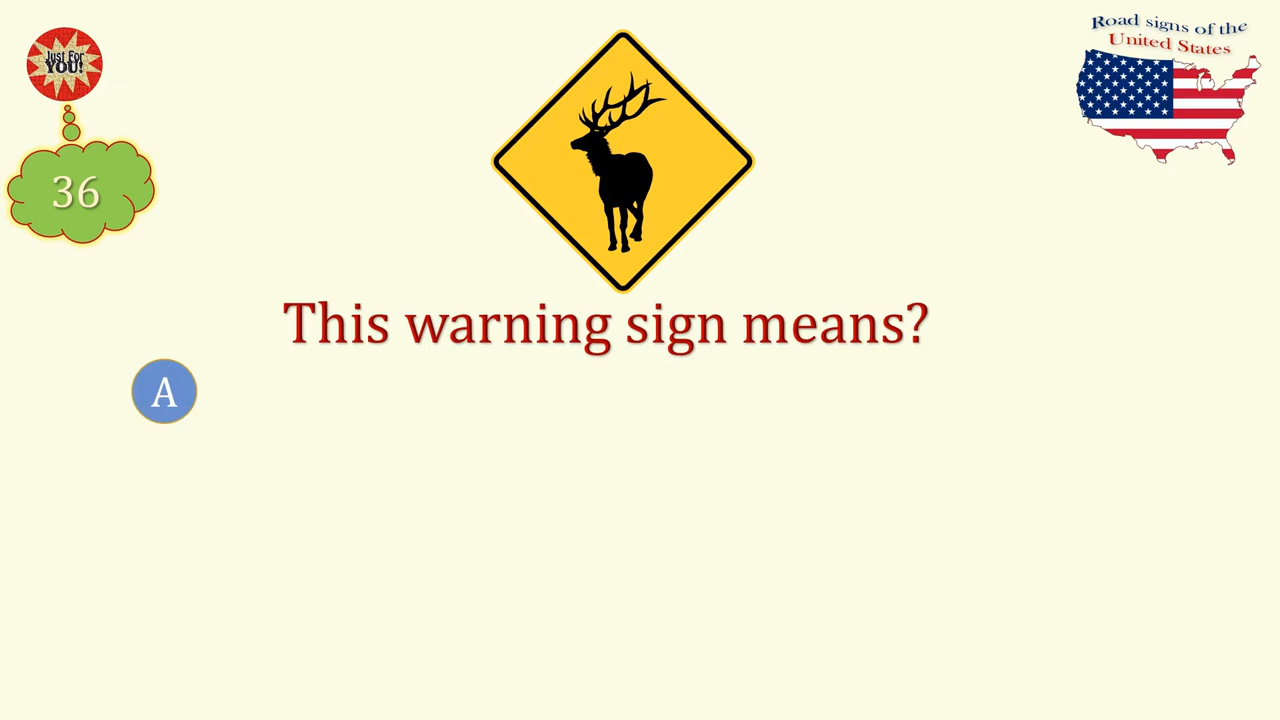 Just For
YOU!
36
Road signs of the
United States
This warning sign means?
A